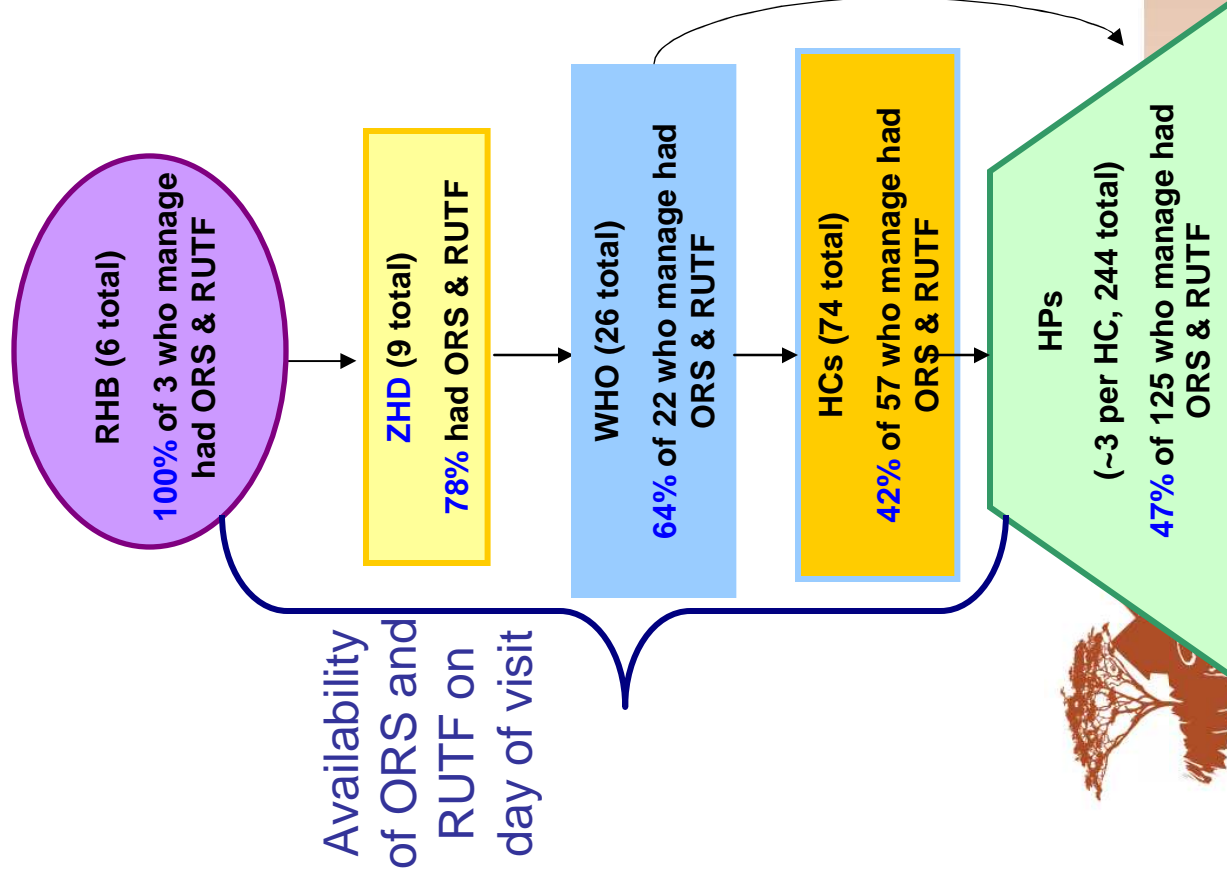 Availability
of ORS and
RUTF on
day of visit
RHB (6 total)
100% of 3 who manage
had ORS & RUTF
ZHD (9 total)
78% had ORS & RUTF
WHO (26 total)
64% of 22 who manage had
ORS & RUTF
HCs (74 total)
42% of 57 who manage had
ORS & RUTF
HPs
(~3 per HC, 244 total)
47% of 125 who manage had
ORS & RUTF